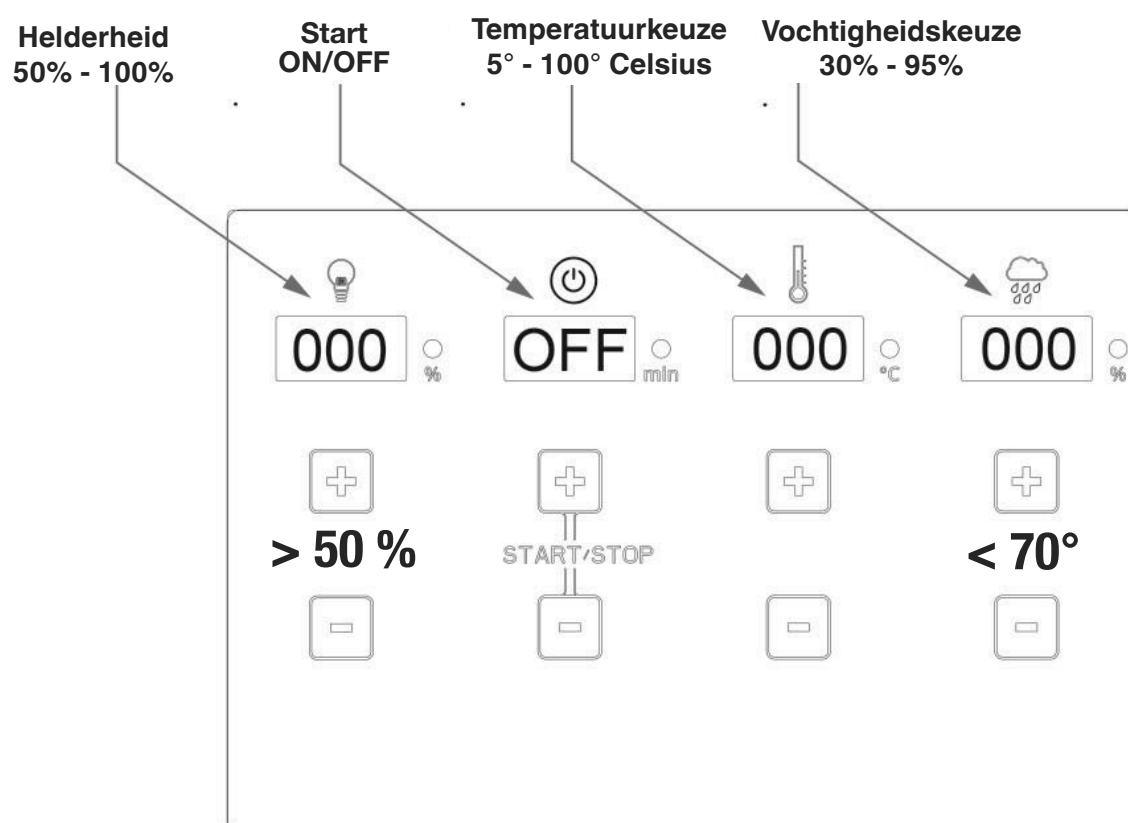 Helderheid
50% - 100%
Start
ON/OFF
Temperatuurkeuze
5° - 100° Celsius
Vochtigheidskeuze
30% - 95%
000 %
OFF min
000 °C
000 %
> 50 %
START/STOP
< 70°